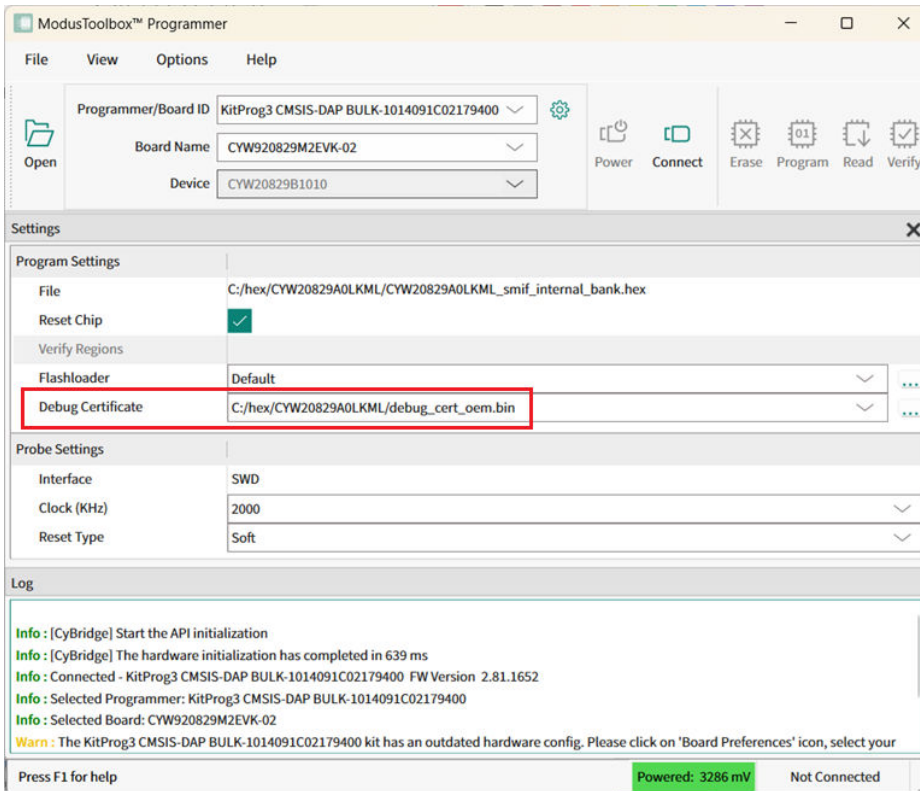 ModusToolbox™ Programmer
File View Options Help
Programmer/Board ID KitProg3 CMSIS-DAP BULK-1014091C02179400
Board Name CYW920829M2EVK-02
Device CYW20829B1010
Open Power Connect Erase Program Read Verify
Settings
Program Settings
File C:/hex/CYW20829A0LKML/CYW20829A0LKML_smif_internal_bank.hex
Reset Chip
Verify Regions
Flashloader Default ...
Debug Certificate C:/hex/CYW20829A0LKML/debug_cert_oem.bin ...
Probe Settings
Interface SWD
Clock (KHz) 2000
Reset Type Soft
Log
Info : [CyBridge] Start the API initialization
Info : [CyBridge] The hardware initialization has completed in 639 ms
Info : Connected - KitProg3 CMSIS-DAP BULK-1014091C02179400 FW Version 2.81.1652
Info : Selected Programmer: KitProg3 CMSIS-DAP BULK-1014091C02179400
Info : Selected Board: CYW920829M2EVK-02
Warn : The KitProg3 CMSIS-DAP BULK-1014091C02179400 kit has an outdated hardware config. Please click on 'Board Preferences' icon, select your
Press F1 for help Powered: 3286 mV Not Connected